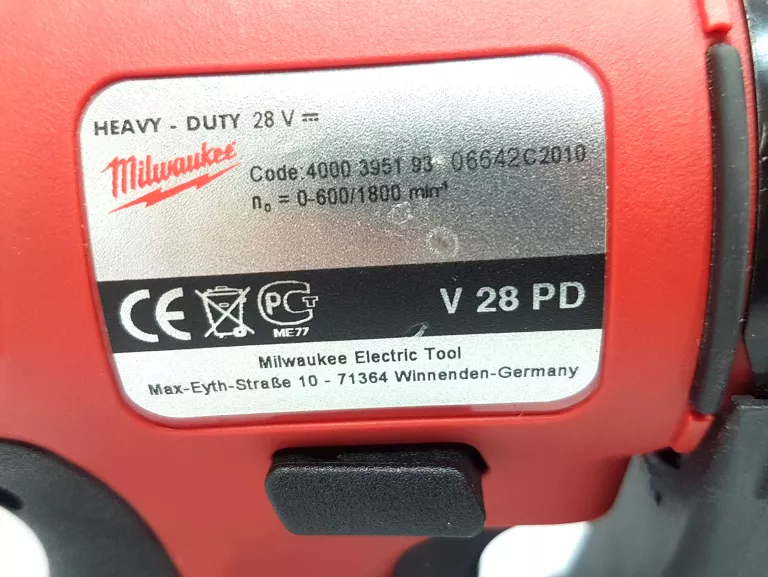 HEAVY - DUTY 28 V ⎓
Milwaukee
Code:4000 3951 93 06642C2010
n₀ = 0-600/1800 min⁻¹
CE PCT
ME77
V 28 PD
Milwaukee Electric Tool
Max-Eyth-Straße 10 - 71364 Winnenden-Germany